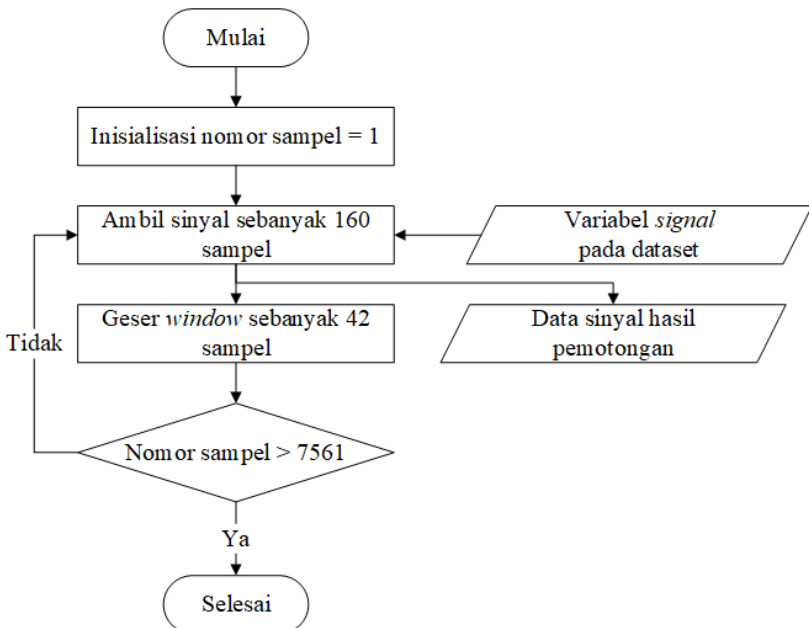 Mulai
Inisialisasi nomor sampel = 1
Ambil sinyal sebanyak 160
sampel
Variabel signal
pada dataset
Geser window sebanyak 42
sampel
Data sinyal hasil
pemotongan
Tidak
Nomor sampel > 7561
Ya
Selesai